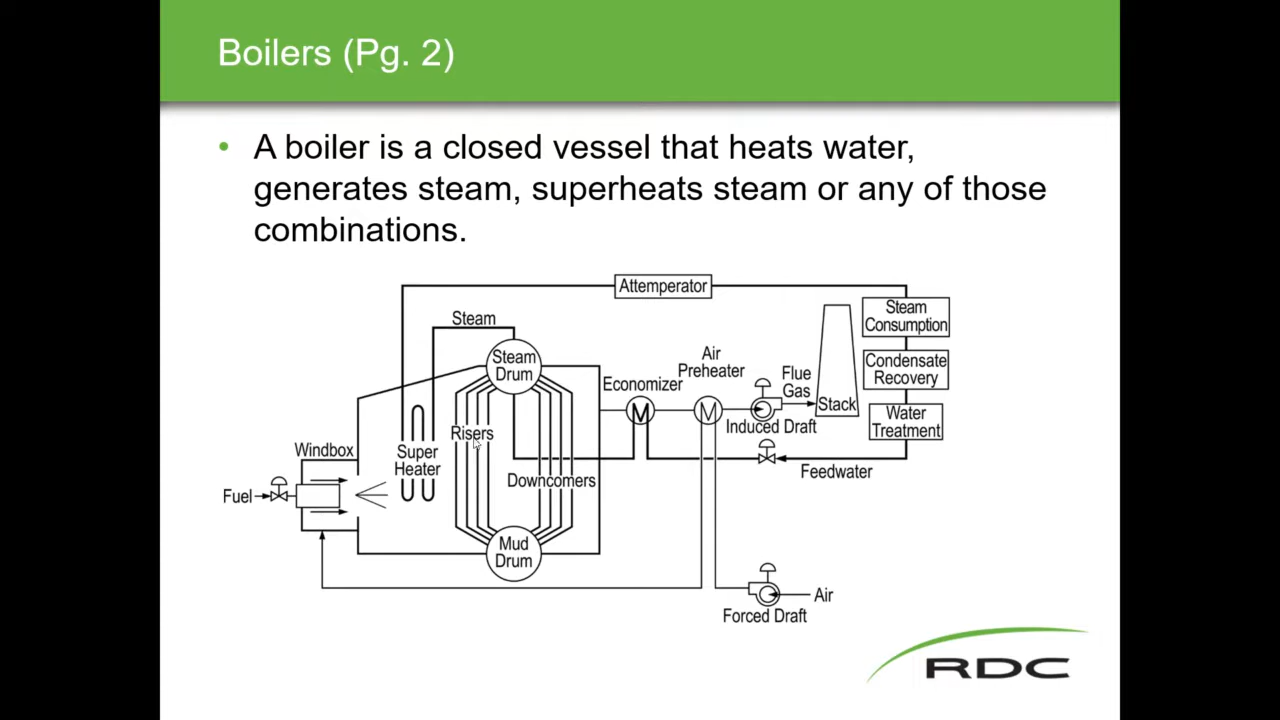 Boilers (Pg. 2)
• A boiler is a closed vessel that heats water,
generates steam, superheats steam or any of those
combinations.
Attemperator
Steam
Consumption
Steam
Steam
Drum
Air
Preheater
Condensate
Recovery
Economizer
Flue
Gas
Stack
Water
Treatment
Induced Draft
Risers
Windbox
Super
Heater
Feedwater
Downcomers
Fuel
Mud
Drum
Air
Forced Draft
RDC